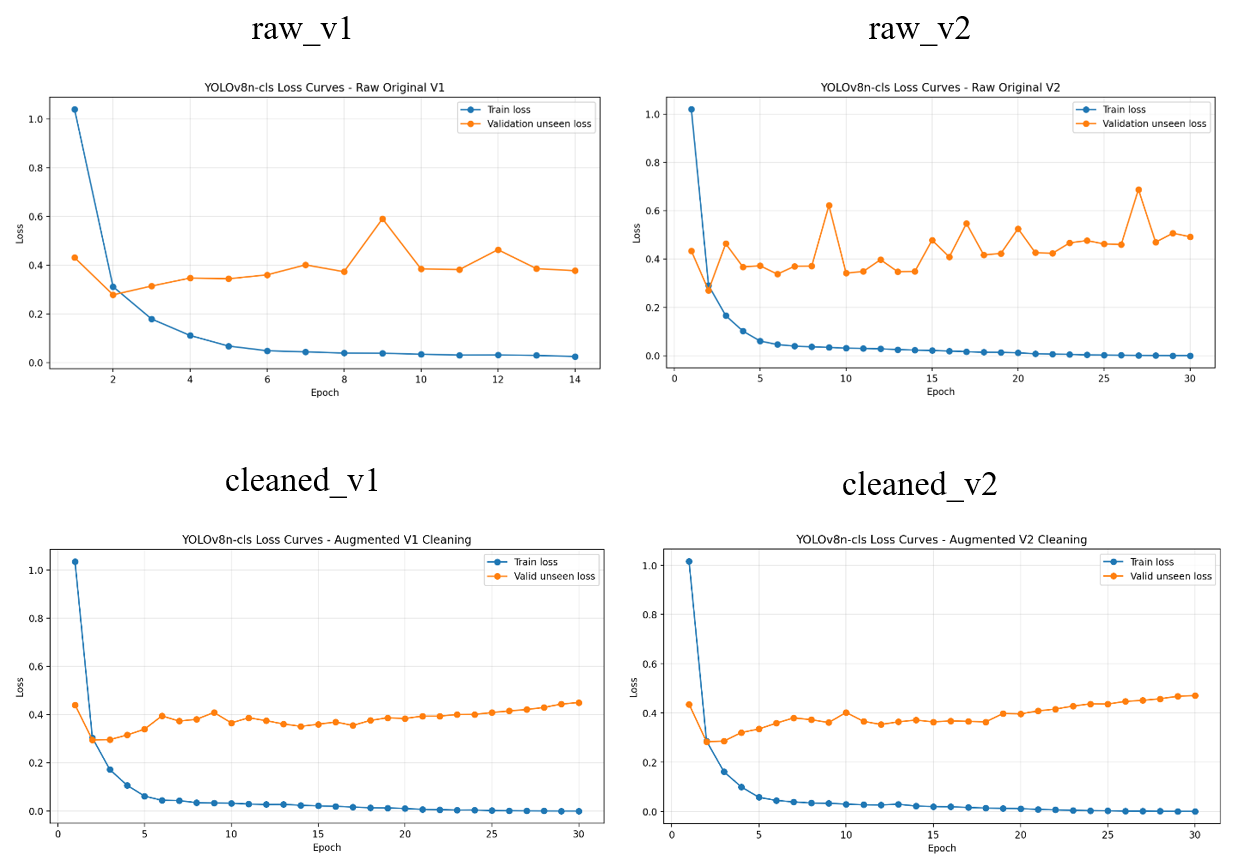 raw_v1
YOLOv8n-cls Loss Curves - Raw Original V1
Train loss
Validation unseen loss
Loss
1.0
0.8
0.6
0.4
0.2
0.0
2 4 6 8 10 12 14
Epoch
raw_v2
YOLOv8n-cls Loss Curves - Raw Original V2
Train loss
Validation unseen loss
Loss
1.0
0.8
0.6
0.4
0.2
0.0
0 5 10 15 20 25 30
Epoch
cleaned_v1
YOLOv8n-cls Loss Curves - Augmented V1 Cleaning
Train loss
Valid unseen loss
Loss
1.0
0.8
0.6
0.4
0.2
0.0
0 5 10 15 20 25 30
Epoch
cleaned_v2
YOLOv8n-cls Loss Curves - Augmented V2 Cleaning
Train loss
Valid unseen loss
Loss
1.0
0.8
0.6
0.4
0.2
0.0
0 5 10 15 20 25 30
Epoch